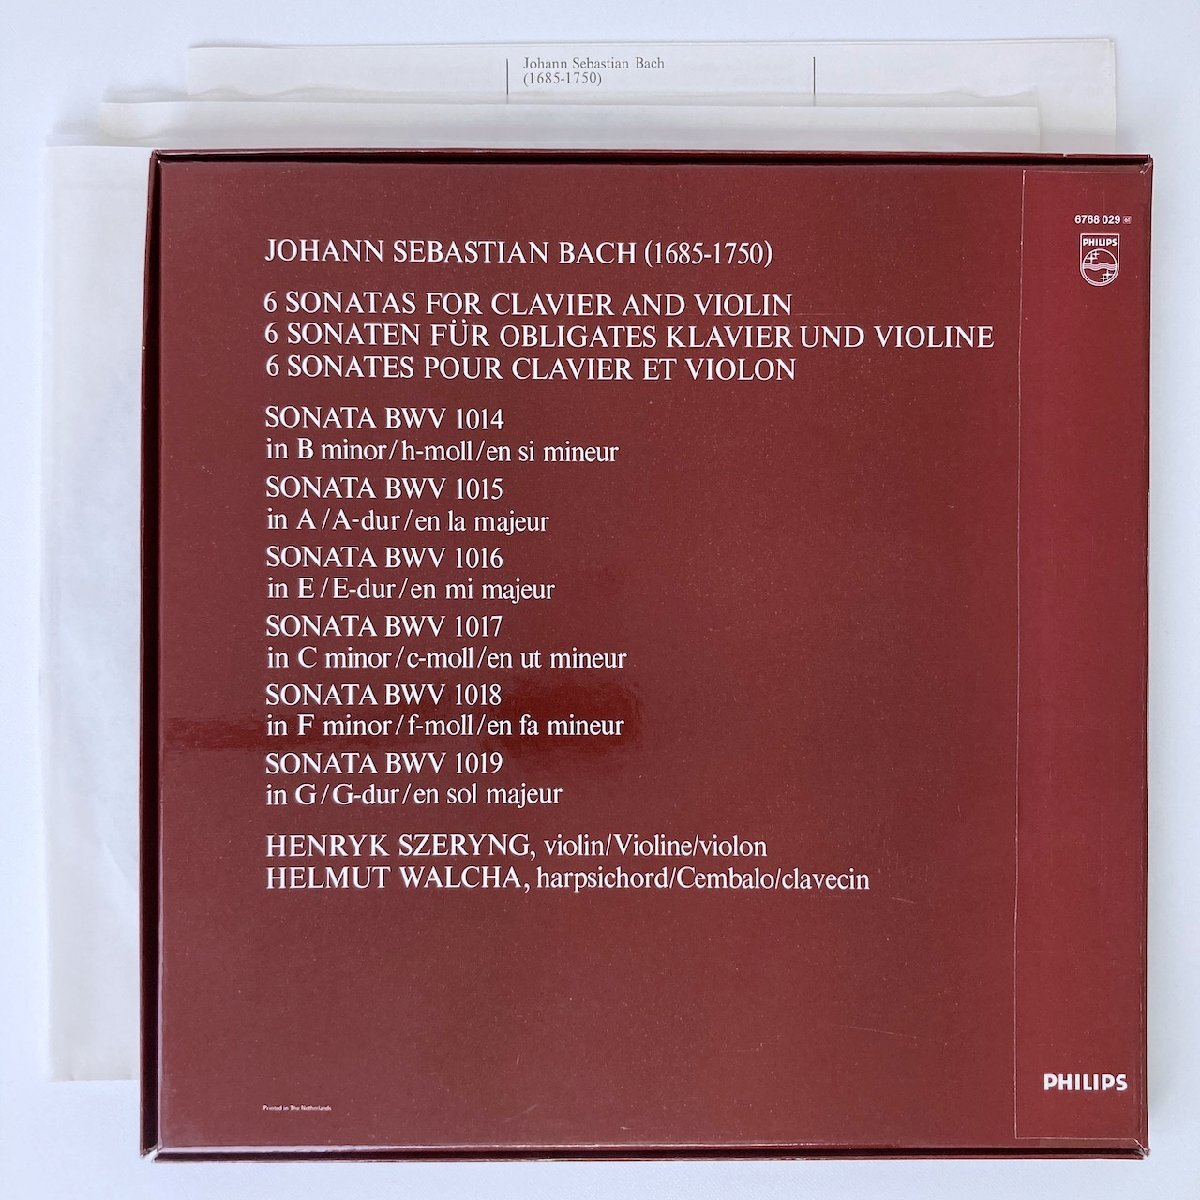 Johann Sebastian Bach
(1685-1750)
6768 029
PHILIPS
JOHANN SEBASTIAN BACH (1685-1750)
6 SONATAS FOR CLAVIER AND VIOLIN
6 SONATEN FÜR OBLIGATES KLAVIER UND VIOLINE
6 SONATES POUR CLAVIER ET VIOLON
SONATA BWV 1014
in B minor/h-moll/en si mineur
SONATA BWV 1015
in A/A-dur/en la majeur
SONATA BWV 1016
in E/E-dur/en mi majeur
SONATA BWV 1017
in C minor/c-moll/en ut mineur
SONATA BWV 1018
in F minor/f-moll/en fa mineur
SONATA BWV 1019
in G/G-dur/en sol majeur
HENRYK SZERYNG, violin/Violine/violon
HELMUT WALCHA, harpsichord/Cembalo/clavecin
PHILIPS
Printed in The Netherlands